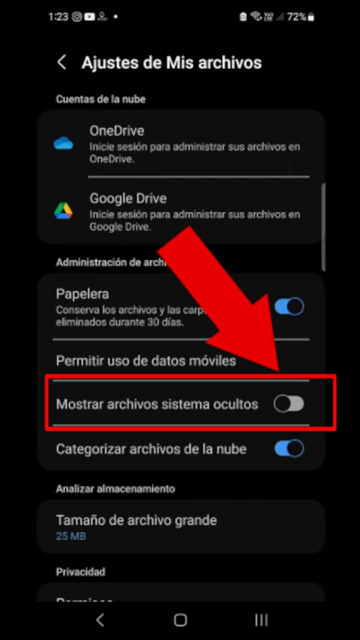 1:23
72%
Ajustes de Mis archivos
Cuentas de la nube
OneDrive
Inicie sesión para administrar sus archivos en
OneDrive.
Google Drive
Inicie sesión para administrar sus archivos en
Google Drive.
Administración de
Papelera
Conserva los archivos y las
eliminados durante 30 días.
Permitir uso de datos móviles
Mostrar archivos sistema ocultos
Categorizar archivos de la nube
Analizar almacenamiento
Tamaño de archivo grande
25 MB
Privacidad